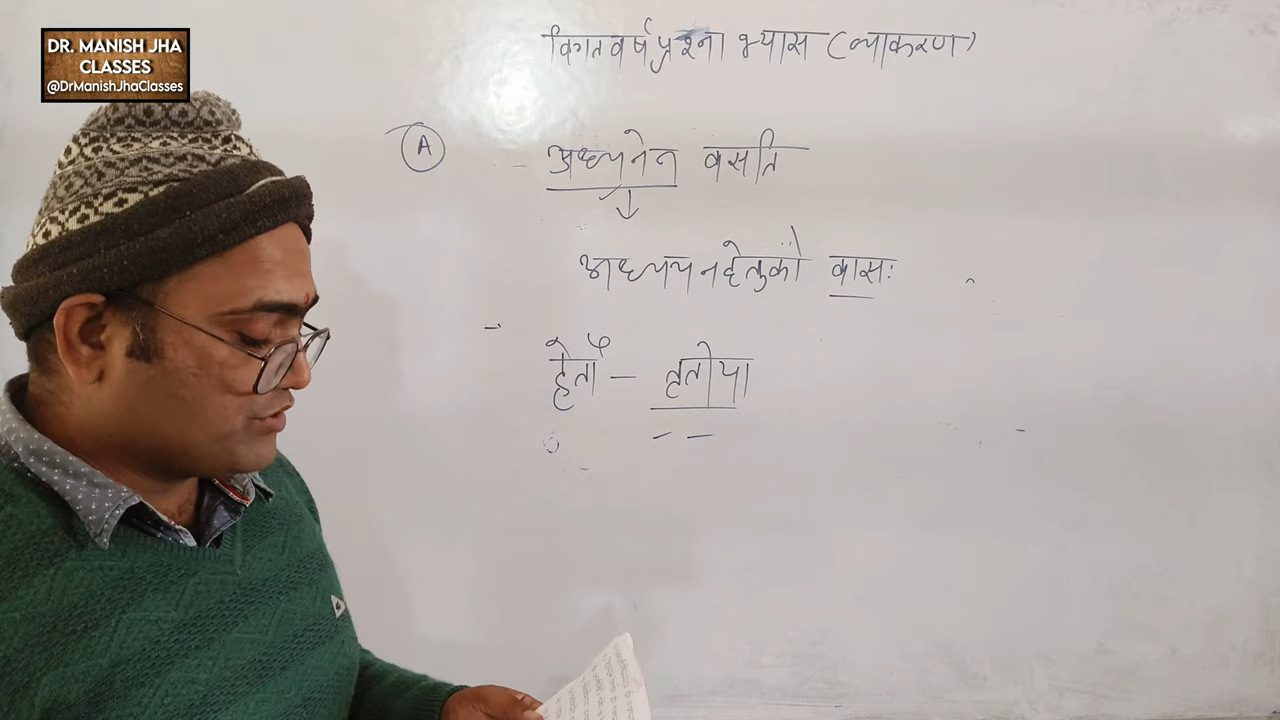 DR. MANISH JHA
CLASSES
@DrManishJhaClasses
विगतवर्षप्रश्नाभ्यास (व्याकरण)
A
अध्ययनेन वसति
अध्ययनहेतुको वासः
हेतौ - तृतीया